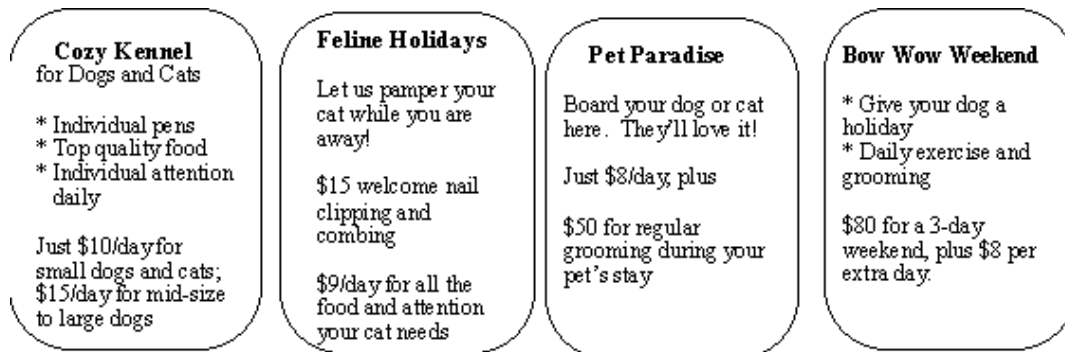 Cozy Kennel
for Dogs and Cats
* Individual pens
* Top quality food
* Individual attention
daily
Just $10/day for
small dogs and cats;
$15/day for mid-size
to large dogs
Feline Holidays
Let us pamper your
cat while you are
away!
$15 welcome nail
clipping and
combing
$9/day for all the
food and attention
your cat needs
Pet Paradise
Board your dog or cat
here. They'll love it!
Just $8/day, plus
$50 for regular
grooming during your
pet's stay
Bow Wow Weekend
* Give your dog a
holiday
* Daily exercise and
grooming
$80 for a 3-day
weekend, plus $8 per
extra day.